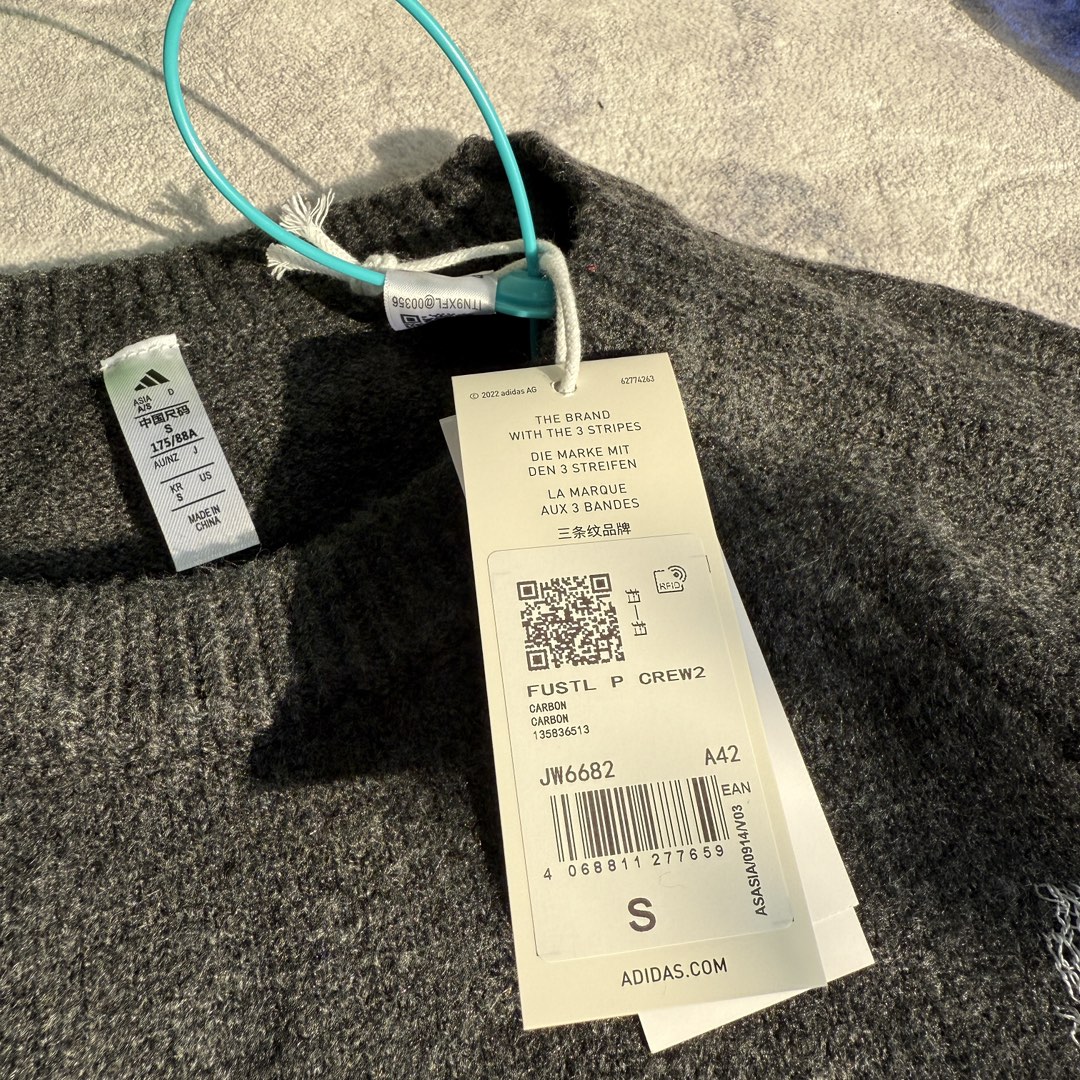 ITN9XFL@00356
ASIA
A/S D
中国尺码
S
175/88A
AU/NZ J
KR US
S
MADE IN
CHINA
© 2022 adidas AG 62774263
THE BRAND
WITH THE 3 STRIPES
DIE MARKE MIT
DEN 3 STREIFEN
LA MARQUE
AUX 3 BANDES
三条纹品牌
RFID
扫一扫
FUSTL P CREW2
CARBON
CARBON
135836513
JW6682 A42
EAN
4 068811 277659
ASASIA/0914/V03
S
ADIDAS.COM